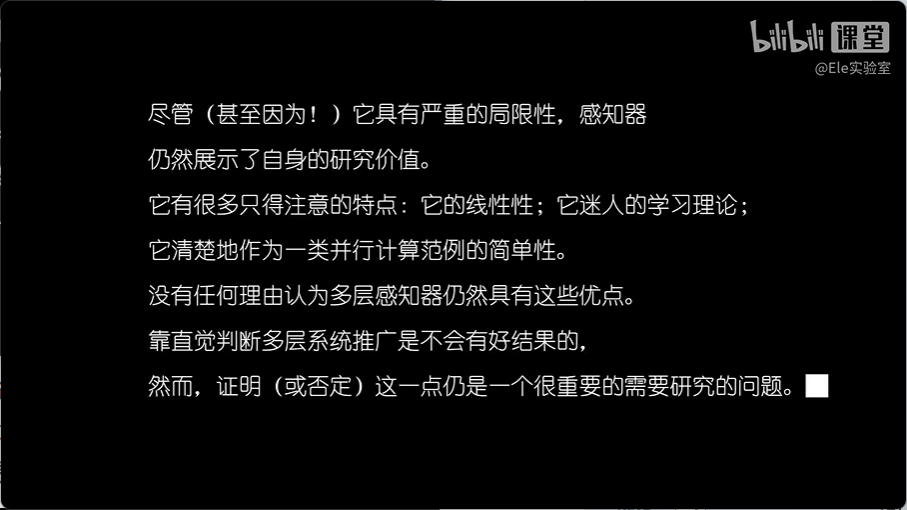 bilibili 课堂
@Ele实验室
尽管（甚至因为！）它具有严重的局限性，感知器
仍然展示了自身的研究价值。
它有很多只得注意的特点：它的线性性；它迷人的学习理论；
它清楚地作为一类并行计算范例的简单性。
没有任何理由认为多层感知器仍然具有这些优点。
靠直觉判断多层系统推广是不会有好结果的，
然而，证明（或否定）这一点仍是一个很重要的需要研究的问题。